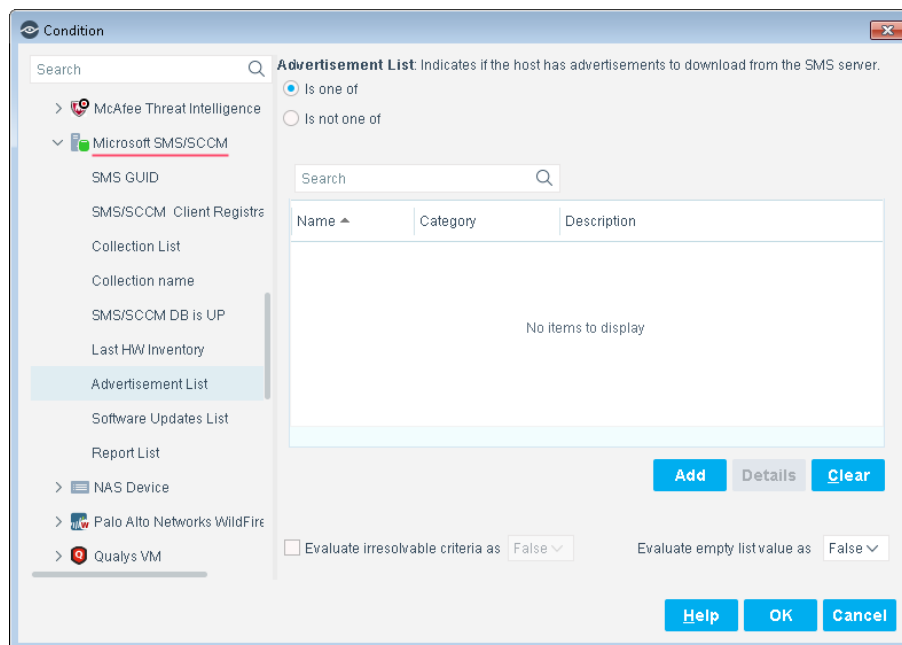 Condition
Search
McAfee Threat Intelligence
Microsoft SMS/SCCM
SMS GUID
SMS/SCCM Client Registra
Collection List
Collection name
SMS/SCCM DB is UP
Last HW Inventory
Advertisement List
Software Updates List
Report List
NAS Device
Palo Alto Networks WildFire
Qualys VM
Advertisement List: Indicates if the host has advertisements to download from the SMS server.
Is one of
Is not one of
Search
Name Category Description
No items to display
Add Details Clear
Evaluate irresolvable criteria as False Evaluate empty list value as False
Help OK Cancel